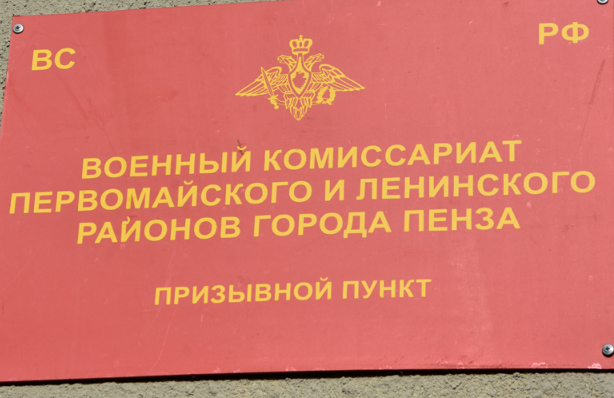 ВС
РФ
ВОЕННЫЙ КОМИССАРИАТ
ПЕРВОМАЙСКОГО И ЛЕНИНСКОГО
РАЙОНОВ ГОРОДА ПЕНЗА
ПРИЗЫВНОЙ ПУНКТ